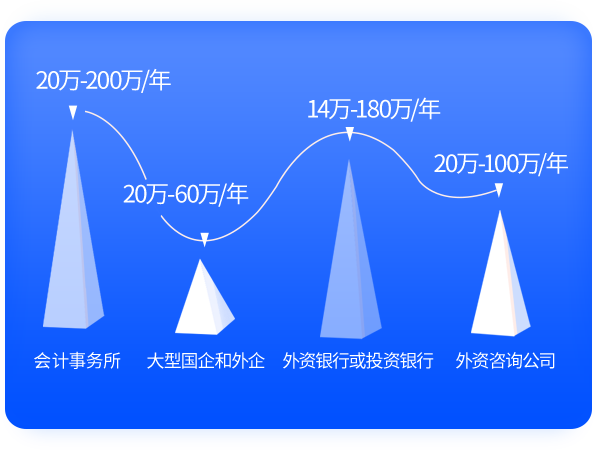 20万-200万/年
14万-180万/年
20万-100万/年
20万-60万/年
会计事务所
大型国企和外企
外资银行或投资银行
外资咨询公司